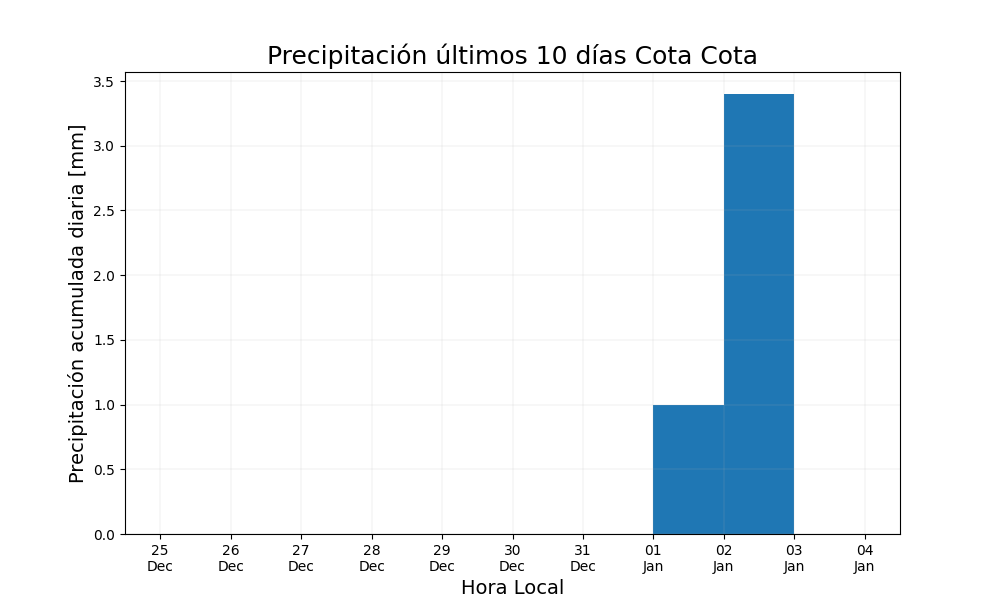 Precipitación últimos 10 días Cota Cota
Precipitación acumulada diaria [mm]
3.5
3.0
2.5
2.0
1.5
1.0
0.5
0.0
25 26 27 28 29 30 31 01 02 03 04
Dec Dec Dec Dec Dec Dec Dec Jan Jan Jan Jan
Hora Local